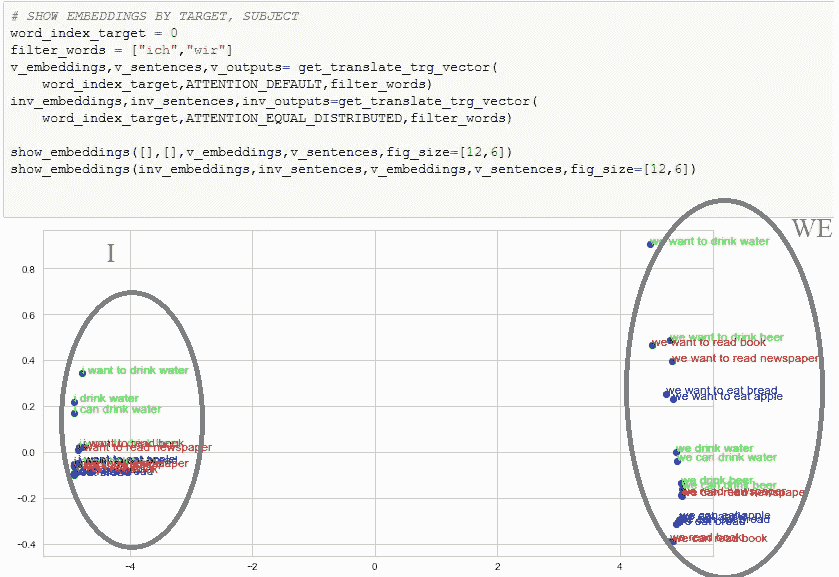 # SHOW EMBEDDINGS BY TARGET, SUBJECT
word_index_target = 0
filter_words = ["ich","wir"]
v_embeddings,v_sentences,v_outputs= get_translate_trg_vector(
word_index_target,ATTENTION_DEFAULT,filter_words)
inv_embeddings,inv_sentences,inv_outputs=get_translate_trg_vector(
word_index_target,ATTENTION_EQUAL_DISTRIBUTED,filter_words)
show_embeddings([],[],v_embeddings,v_sentences,fig_size=[12,6])
show_embeddings(inv_embeddings,inv_sentences,v_embeddings,v_sentences,fig_size=[12,6])
WE
I
we want to drink water
0.8
0.6
we want to drink beer
we want to read book
0.4
we want to read newspaper
i want to drink water
we want to eat bread
we want to eat apple
i drink water
0.2
i can drink water
i want to read book
i want to read newspaper
we drink water
0.0
we can drink water
i want to eat apple
we drink beer
we can drink beer
-0.2
we can read newspaper
we eat bread
we read book
we can read book
-0.4
-4
-2
0
2
4